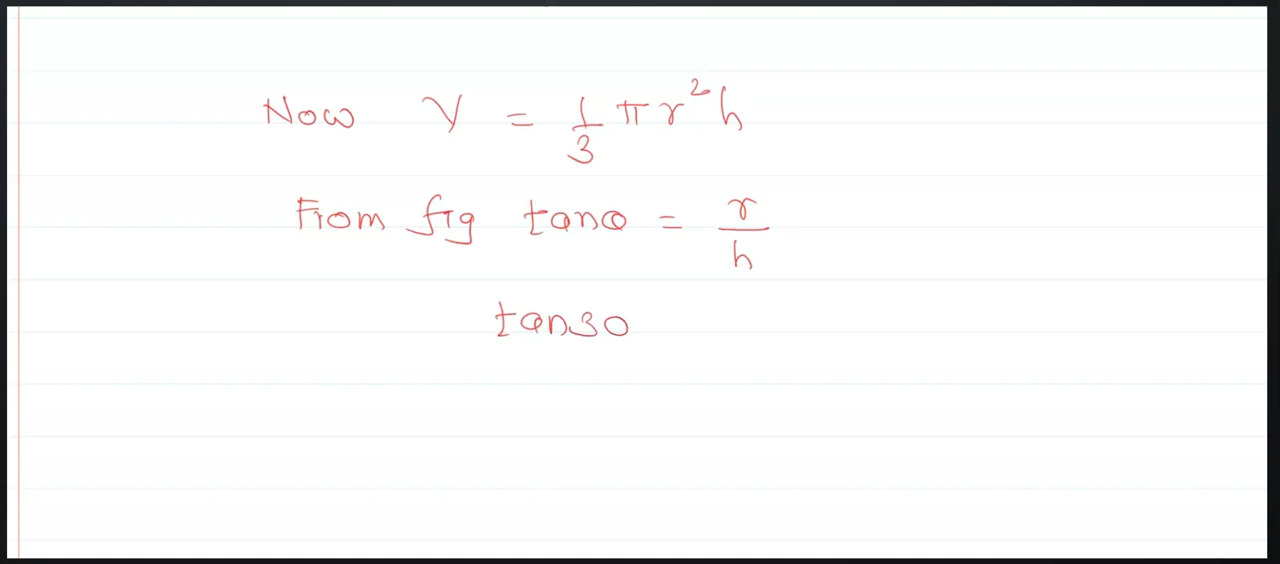 Now V = 1/3 πr²h
From fig tanθ = r/h
tan30